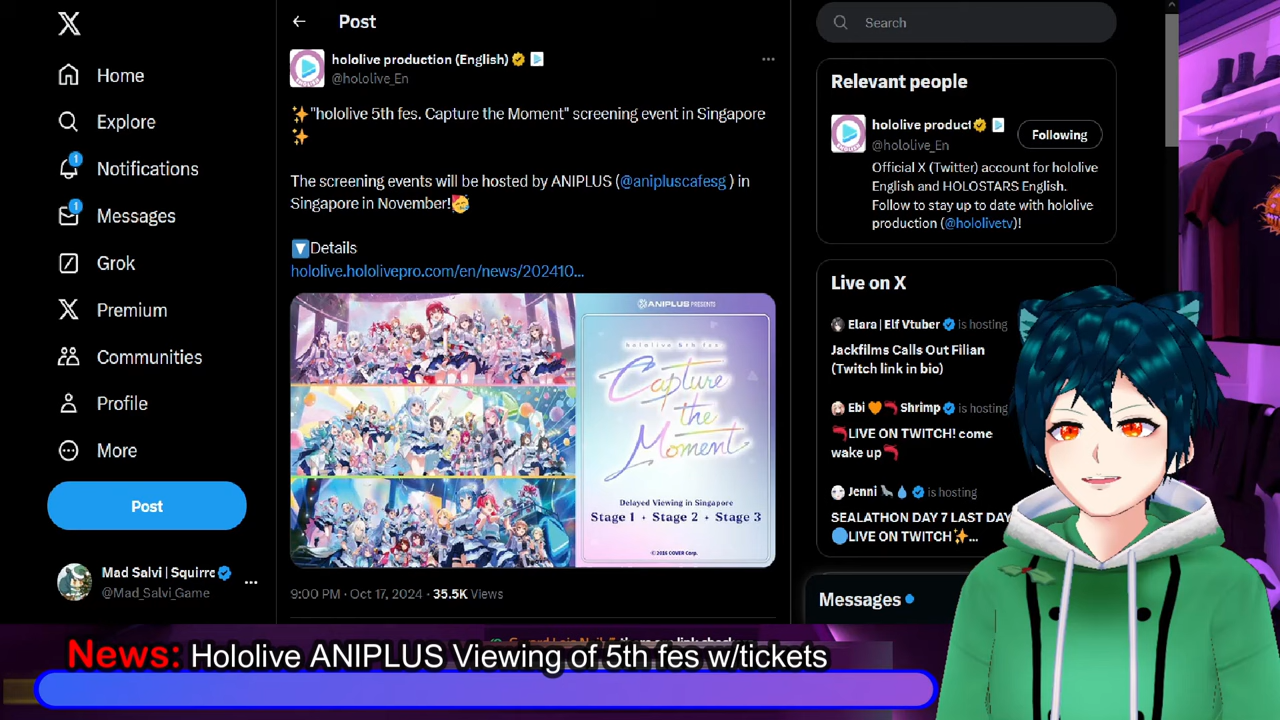 Home
Explore
1
Notifications
1
Messages
Grok
Premium
Communities
Profile
More
Post
Mad Salvi | Squirre
@Mad_Salvi_Game
Post
hololive production (English)
@hololive_En
✨"hololive 5th fes. Capture the Moment" screening event in Singapore
✨
The screening events will be hosted by ANIPLUS (@anipluscafesg ) in
Singapore in November!🥳
🔽Details
hololive.hololivepro.com/en/news/202410...
ANIPLUS PRESENTS
hololive 5th fes.
Capture
the
Moment
Delayed Viewing in Singapore
Stage 1 • Stage 2 • Stage 3
© 2016 COVER Corp.
9:00 PM · Oct 17, 2024 · 35.5K Views
Search
Relevant people
hololive product
@hololive_En
Following
Official X (Twitter) account for hololive
English and HOLOSTARS English.
Follow to stay up to date with hololive
production (@hololivetv)!
Live on X
Elara | Elf Vtuber is hosting
Jackfilms Calls Out Filian
(Twitch link in bio)
Ebi 🧡🦐 Shrimp is hosting
🦐LIVE ON TWITCH! come
wake up🦐
Jenni 🦭💧 is hosting
SEALATHON DAY 7 LAST DAY
🔵LIVE ON TWITCH✨...
Messages
News: Hololive ANIPLUS Viewing of 5th fes w/tickets